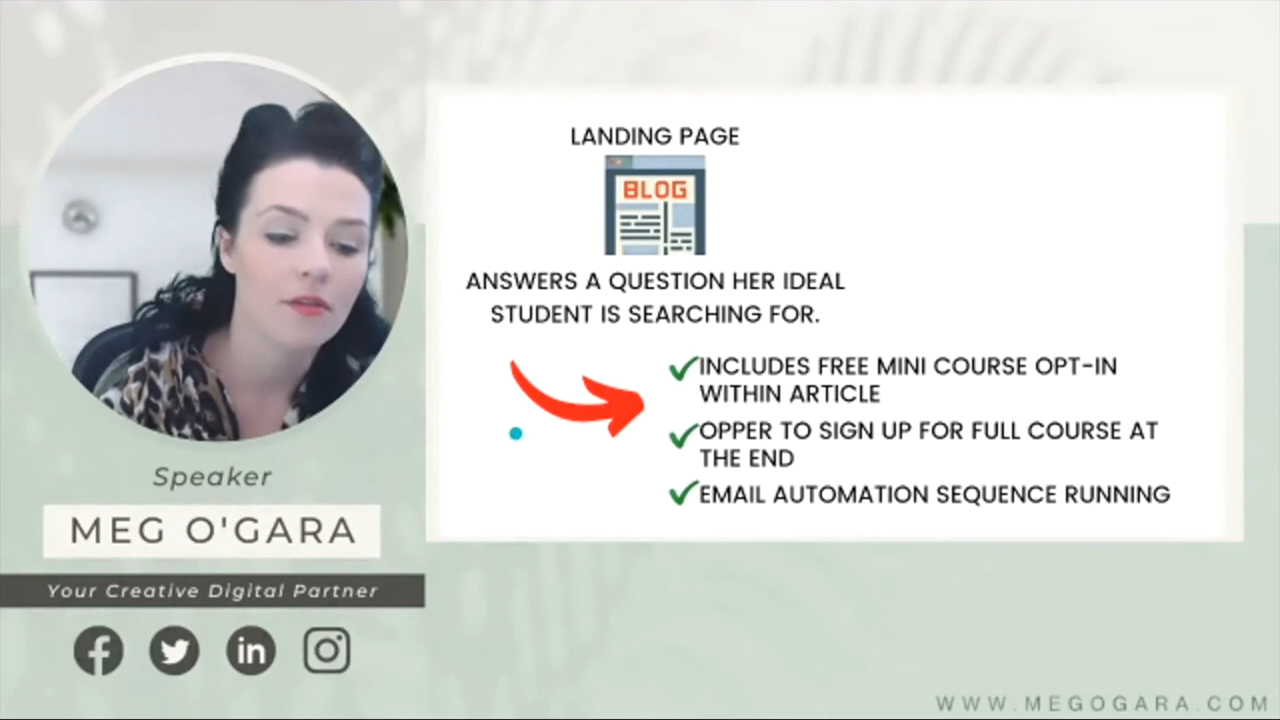 LANDING PAGE
BLOG
ANSWERS A QUESTION HER IDEAL
STUDENT IS SEARCHING FOR.
INCLUDES FREE MINI COURSE OPT-IN
WITHIN ARTICLE
OPPER TO SIGN UP FOR FULL COURSE AT
THE END
EMAIL AUTOMATION SEQUENCE RUNNING
Speaker
MEG O'GARA
Your Creative Digital Partner
WWW.MEGOGARA.COM